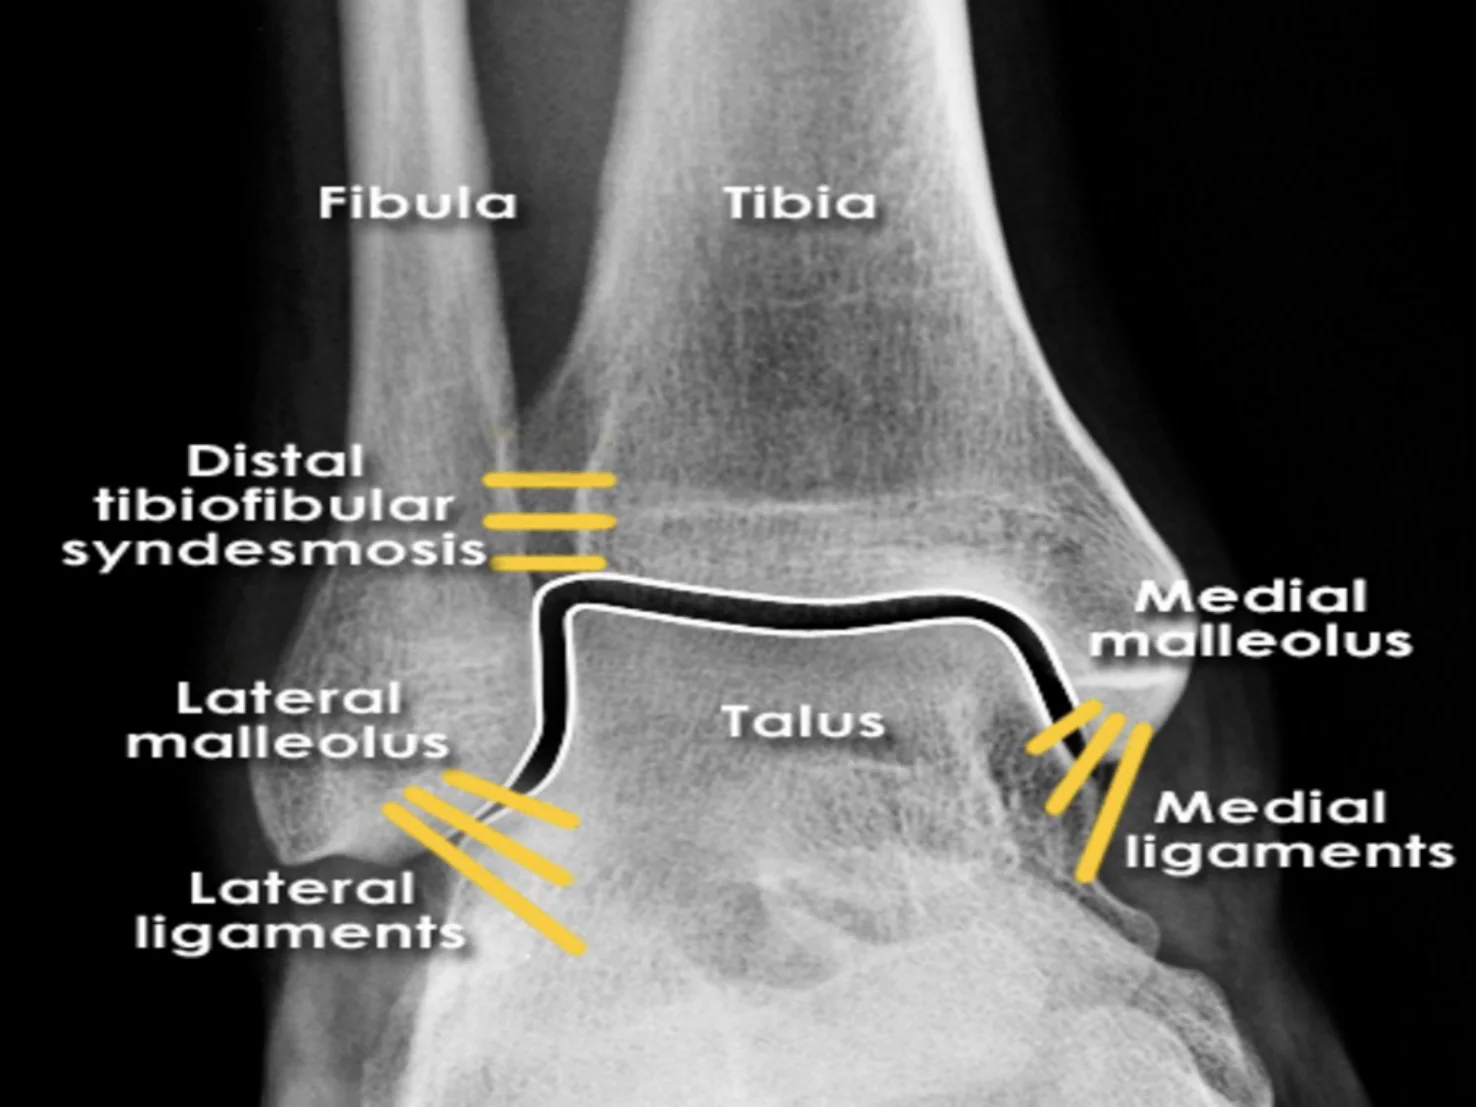 Fibula
Tibia
Distal
tibiofibular
syndesmosis
Medial
malleolus
Lateral
malleolus
Talus
Medial
ligaments
Lateral
ligaments